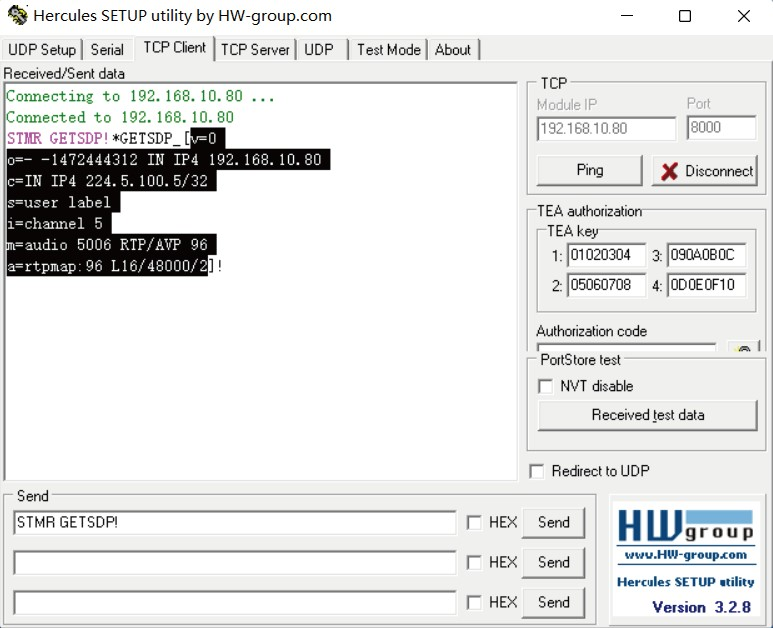 Hercules SETUP utility by HW-group.com
UDP Setup Serial TCP Client TCP Server UDP Test Mode About
Received/Sent data
Connecting to 192.168.10.80 ...
Connected to 192.168.10.80
STMR GETSDP!*GETSDP_[v=0
o=- -1472444312 IN IP4 192.168.10.80
c=IN IP4 224.5.100.5/32
s=user label
i=channel 5
m=audio 5006 RTP/AVP 96
a=rtpmap:96 L16/48000/2]!
TCP
Module IP Port
192.168.10.80 8000
Ping Disconnect
TEA authorization
TEA key
1: 01020304 3: 090A0B0C
2: 05060708 4: 0D0E0F10
Authorization code
PortStore test
NVT disable
Received test data
Redirect to UDP
Send
STMR GETSDP! HEX Send
HEX Send
HEX Send
HW group
www.HW-group.com
Hercules SETUP utility
Version 3.2.8